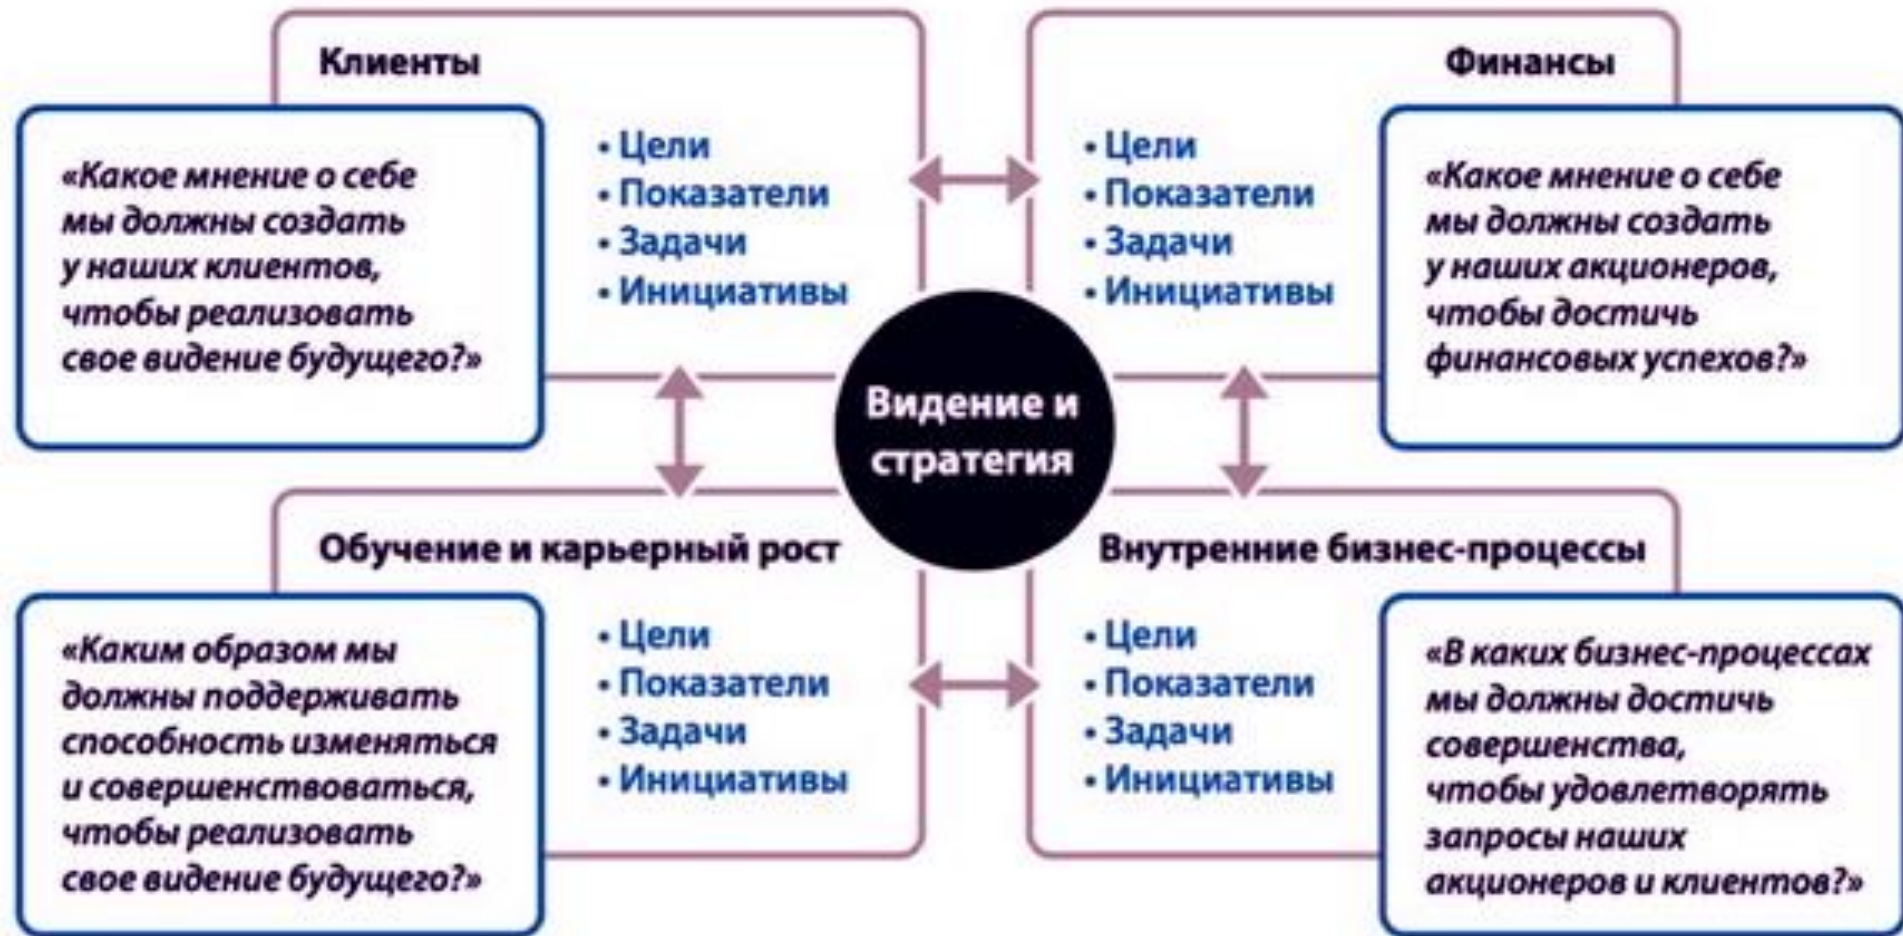 Клиенты
«Какое мнение о себе
мы должны создать
у наших клиентов,
чтобы реализовать
свое видение будущего?»
• Цели
• Показатели
• Задачи
• Инициативы
Финансы
• Цели
• Показатели
• Задачи
• Инициативы
«Какое мнение о себе
мы должны создать
у наших акционеров,
чтобы достичь
финансовых успехов?»
Видение и
стратегия
Обучение и карьерный рост
«Каким образом мы
должны поддерживать
способность изменяться
и совершенствоваться,
чтобы реализовать
свое видение будущего?»
• Цели
• Показатели
• Задачи
• Инициативы
Внутренние бизнес-процессы
• Цели
• Показатели
• Задачи
• Инициативы
«В каких бизнес-процессах
мы должны достичь
совершенства,
чтобы удовлетворять
запросы наших
акционеров и клиентов?»